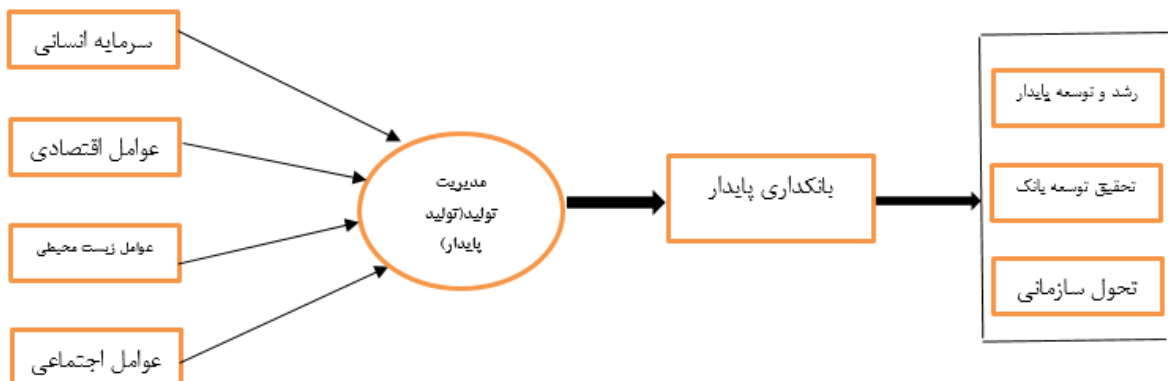 سرمایه انسانی
عوامل اقتصادی
عوامل زیست محیطی
عوامل اجتماعی
مدیریت
تولید(تولید
پایدار)
بانکداری پایدار
رشد و توسعه پایدار
تحقیق توسعه بانک
تحول سازمانی